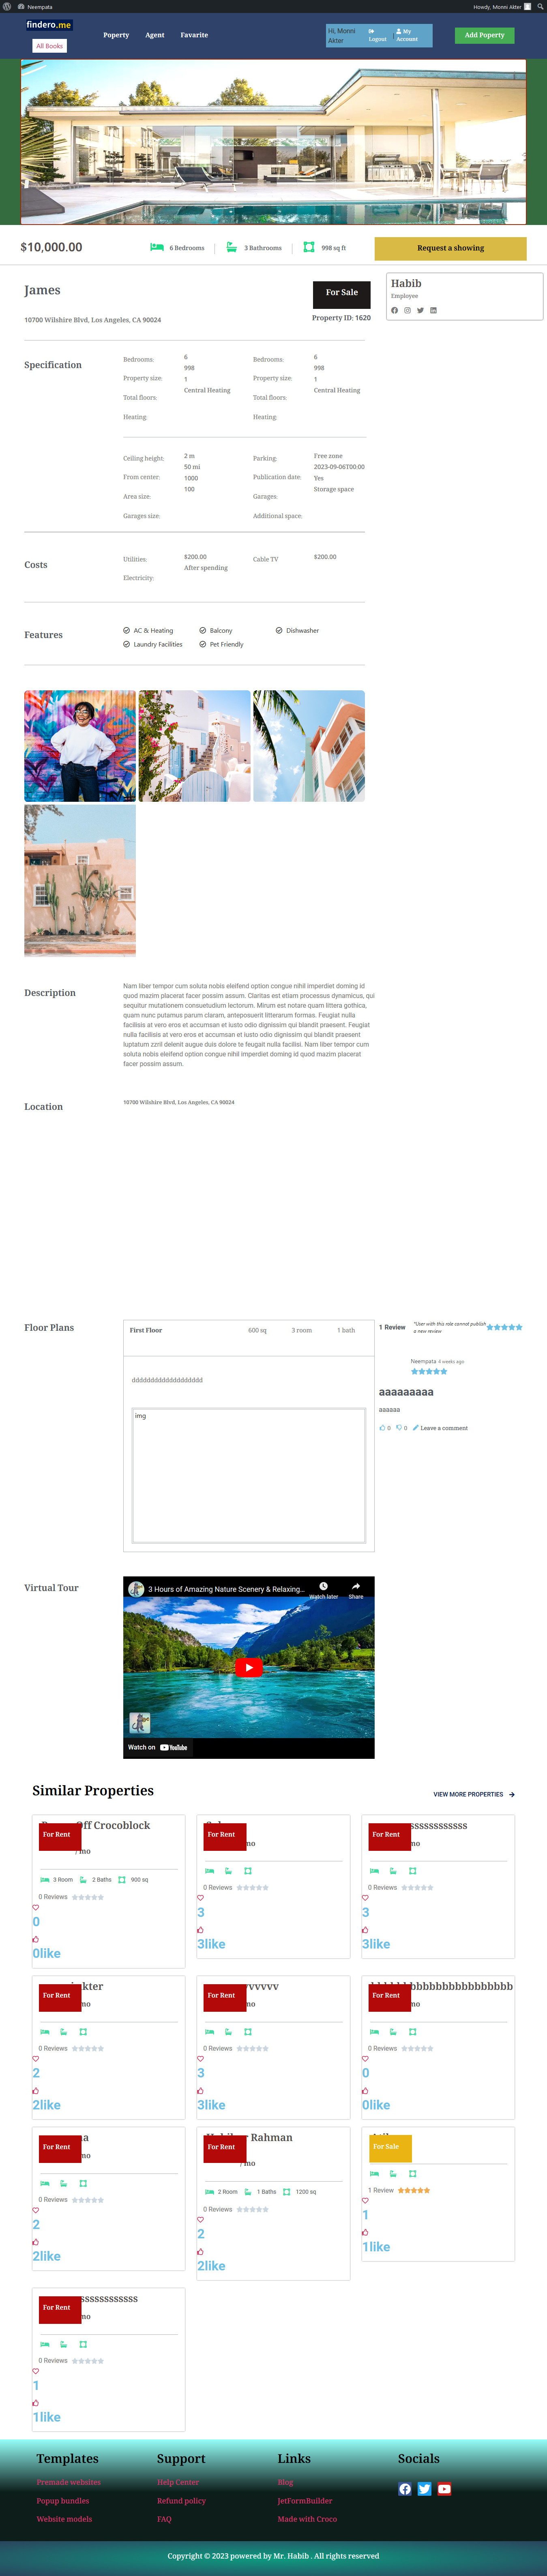 Neempata
Howdy, Monni Akter
findero.me
All Books
Poperty
Agent
Favarite
Hi, Monni Akter
Logout
My Account
Add Poperty
$10,000.00
6 Bedrooms
3 Bathrooms
998 sq ft
Request a showing
James
For Sale
10700 Wilshire Blvd, Los Angeles, CA 90024
Property ID: 1620
Habib
Employee
Specification
Bedrooms:
Property size:
Total floors:
Heating:
6
998
1
Central Heating
Bedrooms:
Property size:
Total floors:
Heating:
6
998
1
Central Heating
Ceiling height:
From center:
Area size:
Garages size:
2 m
50 mi
1000
100
Parking:
Publication date:
Garages:
Additional space:
Free zone
2023-09-06T00:00
Yes
Storage space
Costs
Utilities:
Electricity:
$200.00
After spending
Cable TV
$200.00
Features
AC & Heating
Balcony
Dishwasher
Laundry Facilities
Pet Friendly
Description
Nam liber tempor cum soluta nobis eleifend option congue nihil imperdiet doming id
quod mazim placerat facer possim assum. Claritas est etiam processus dynamicus, qui
sequitur mutationem consuetudium lectorum. Mirum est notare quam littera gothica,
quam nunc putamus parum claram, anteposuerit litterarum formas. Feugiat nulla
facilisis at vero eros et accumsan et iusto odio dignissim qui blandit praesent. Feugiat
nulla facilisis at vero eros et accumsan et iusto odio dignissim qui blandit praesent
luptatum zzril delenit augue duis dolore te feugait nulla facilisi. Nam liber tempor cum
soluta nobis eleifend option congue nihil imperdiet doming id quod mazim placerat
facer possim assum.
Location
10700 Wilshire Blvd, Los Angeles, CA 90024
Floor Plans
First Floor
600 sq
3 room
1 bath
ddddddddddddddddddd
img
1 Review
*User with this role cannot publish
a new review
Neempata 4 weeks ago
aaaaaaaaa
aaaaaa
0
0
Leave a comment
Virtual Tour
3 Hours of Amazing Nature Scenery & Relaxing...
Watch later
Share
Watch on YouTube
Similar Properties
VIEW MORE PROPERTIES
Off Crocoblock
For Rent
/mo
3 Room
2 Baths
900 sq
0 Reviews
0
0like
For Rent
mo
0 Reviews
3
3like
ssssssssssss
For Rent
mo
0 Reviews
3
3like
kter
For Rent
mo
0 Reviews
2
2like
vvvvvv
For Rent
mo
0 Reviews
3
3like
bbbbbbbbbbbbbbbb
For Rent
mo
0 Reviews
0
0like
na
For Rent
mo
0 Reviews
2
2like
Rahman
For Rent
/mo
2 Room
1 Baths
1200 sq
0 Reviews
2
2like
For Sale
1 Review
1
1like
ssssssssssss
For Rent
mo
0 Reviews
1
1like
Templates
Premade websites
Popup bundles
Website models
Support
Help Center
Refund policy
FAQ
Links
Blog
JetFormBuilder
Made with Croco
Socials
Copyright © 2023 powered by Mr. Habib . All rights reserved